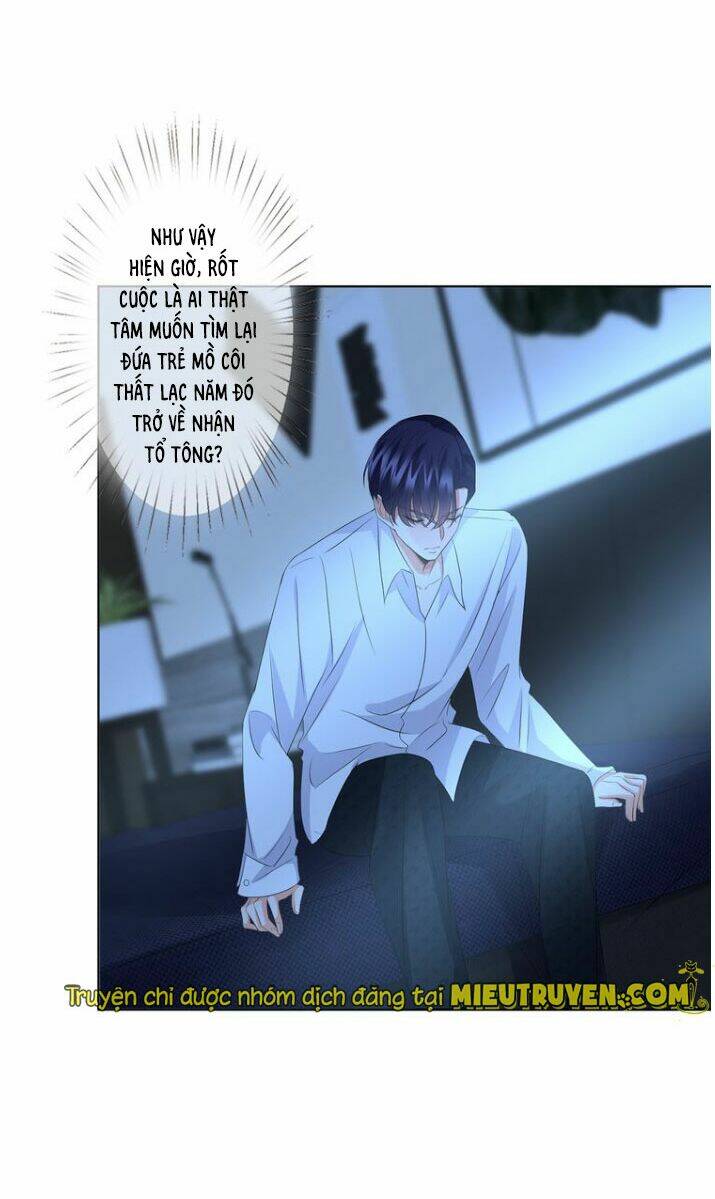 NHƯ VẬY
HIỆN GIỜ, RỐT
CUỘC LÀ AI THẬT
TÂM MUỐN TÌM LẠI
ĐỨA TRẺ MỒ CÔI
THẤT LẠC NĂM ĐÓ
TRỞ VỀ NHẬN
TỔ TÔNG?
Truyện chỉ được nhóm dịch đăng tại MIEUTRUYEN.COM